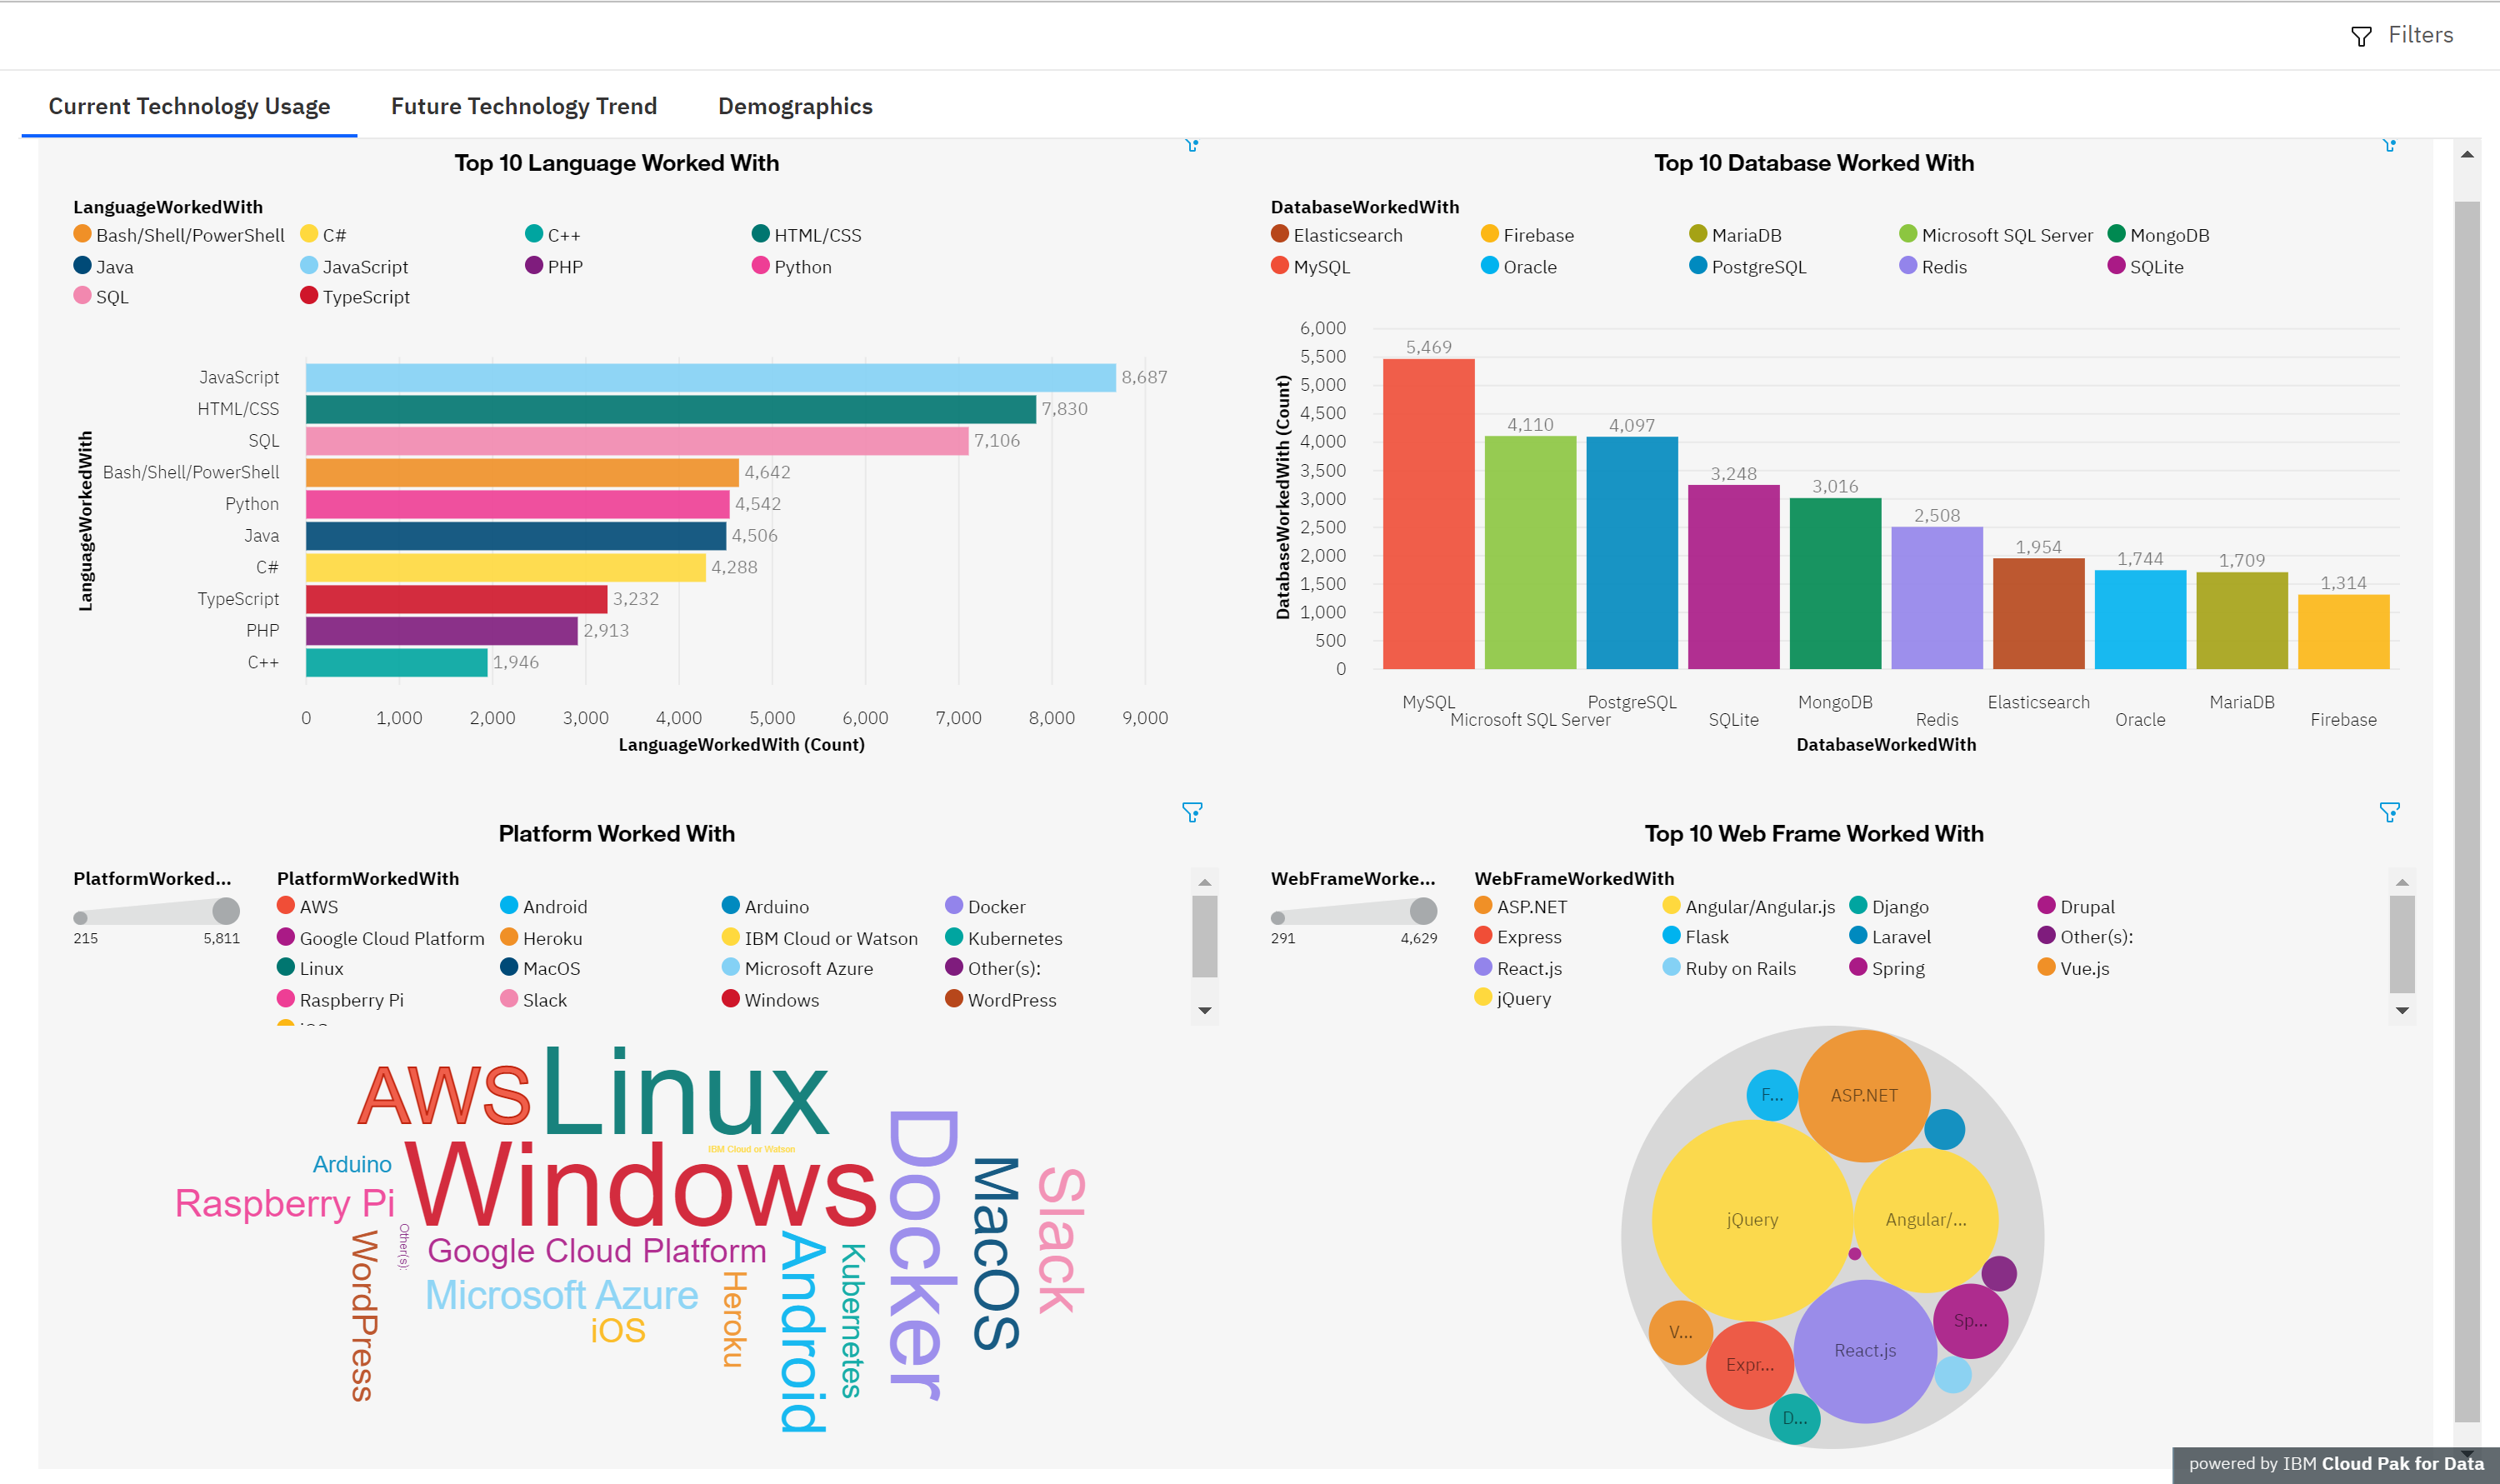 Filters
Current Technology Usage Future Technology Trend Demographics
Top 10 Language Worked With
LanguageWorkedWith
Bash/Shell/PowerShell C# C++ HTML/CSS
Java JavaScript PHP Python
SQL TypeScript
LanguageWorkedWith
JavaScript 8,687
HTML/CSS 7,830
SQL 7,106
Bash/Shell/PowerShell 4,642
Python 4,542
Java 4,506
C# 4,288
TypeScript 3,232
PHP 2,913
C++ 1,946
0 1,000 2,000 3,000 4,000 5,000 6,000 7,000 8,000 9,000
LanguageWorkedWith (Count)
Top 10 Database Worked With
DatabaseWorkedWith
Elasticsearch Firebase MariaDB Microsoft SQL Server MongoDB
MySQL Oracle PostgreSQL Redis SQLite
DatabaseWorkedWith (Count)
6,000
5,500
5,000
4,500
4,000
3,500
3,000
2,500
2,000
1,500
1,000
500
0
5,469 4,110 4,097 3,248 3,016 2,508 1,954 1,744 1,709 1,314
MySQL PostgreSQL MongoDB Elasticsearch MariaDB
Microsoft SQL Server SQLite Redis Oracle Firebase
DatabaseWorkedWith
Platform Worked With
PlatformWorked...
215 5,811
PlatformWorkedWith
AWS Android Arduino Docker
Google Cloud Platform Heroku IBM Cloud or Watson Kubernetes
Linux MacOS Microsoft Azure Other(s):
Raspberry Pi Slack Windows WordPress
iOS
AWS
Linux
IBM Cloud or Watson
Windows
Docker
MacOS
Slack
Arduino
Raspberry Pi
WordPress
Other(s):
Google Cloud Platform
Microsoft Azure
iOS
Heroku
Android
Kubernetes
Top 10 Web Frame Worked With
WebFrameWorke...
291 4,629
WebFrameWorkedWith
ASP.NET Angular/Angular.js Django Drupal
Express Flask Laravel Other(s):
React.js Ruby on Rails Spring Vue.js
jQuery
F... ASP.NET
jQuery Angular/...
V... Expr... React.js Sp...
D...
powered by IBM Cloud Pak for Data